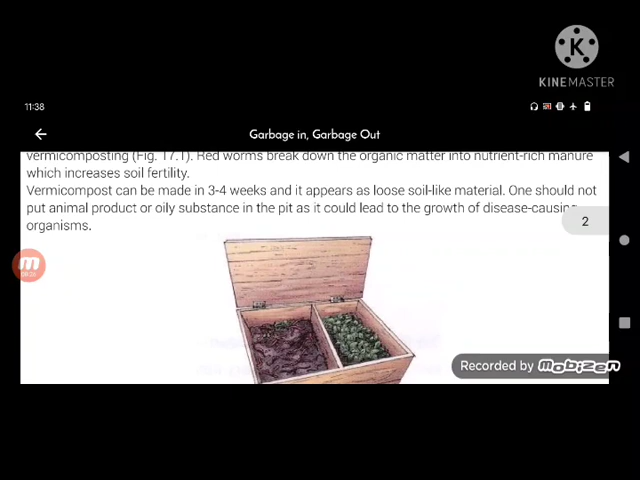 K
KINEMASTER
11:38
Garbage in, Garbage Out
vermicomposting (Fig. 17.1). Red worms break down the organic matter into nutrient-rich manure
which increases soil fertility.
Vermicompost can be made in 3-4 weeks and it appears as loose soil-like material. One should not
put animal product or oily substance in the pit as it could lead to the growth of disease-causing
organisms.
2
m
Recorded by mobizen